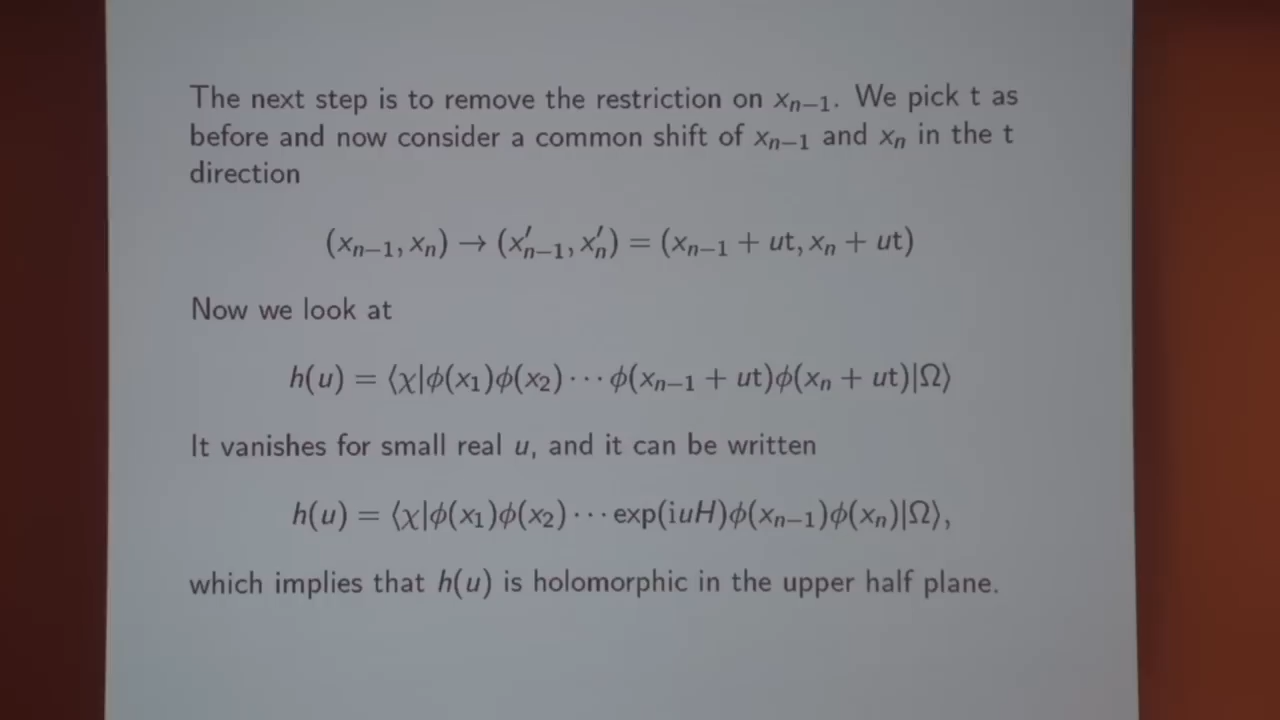 The next step is to remove the restriction on xₙ₋₁. We pick t as
before and now consider a common shift of xₙ₋₁ and xₙ in the t
direction
(xₙ₋₁, xₙ) → (x′ₙ₋₁, x′ₙ) = (xₙ₋₁ + ut, xₙ + ut)
Now we look at
h(u) = ⟨χ|ϕ(x₁)ϕ(x₂) ⋯ ϕ(xₙ₋₁ + ut)ϕ(xₙ + ut)|Ω⟩
It vanishes for small real u, and it can be written
h(u) = ⟨χ|ϕ(x₁)ϕ(x₂) ⋯ exp(iuH)ϕ(xₙ₋₁)ϕ(xₙ)|Ω⟩,
which implies that h(u) is holomorphic in the upper half plane.